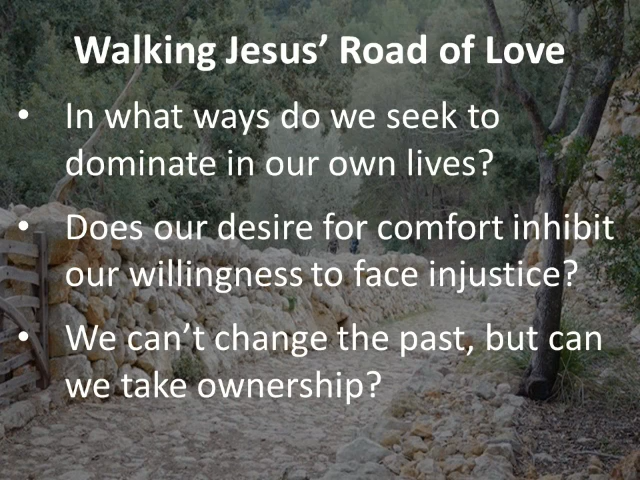 Walking Jesus’ Road of Love
• In what ways do we seek to
dominate in our own lives?
• Does our desire for comfort inhibit
our willingness to face injustice?
• We can’t change the past, but can
we take ownership?